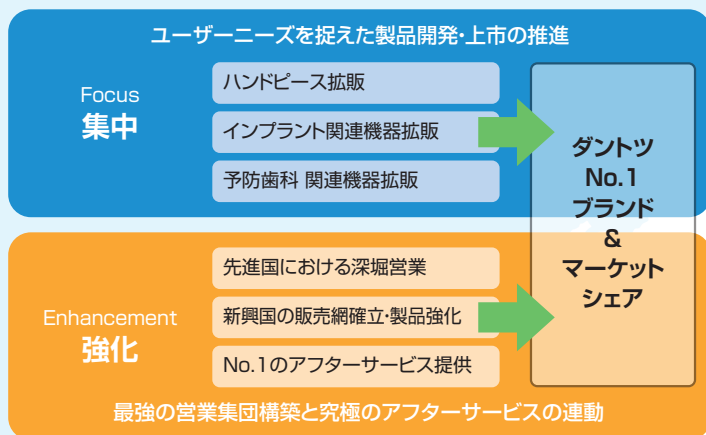 ユーザーニーズを捉えた製品開発・上市の推進
Focus
集中
ハンドピース拡販
インプラント関連機器拡販
予防歯科 関連機器拡販
ダントツ
No.1
ブランド
&
マーケット
シェア
Enhancement
強化
先進国における深堀営業
新興国の販売網確立・製品強化
No.1のアフターサービス提供
最強の営業集団構築と究極のアフターサービスの連動